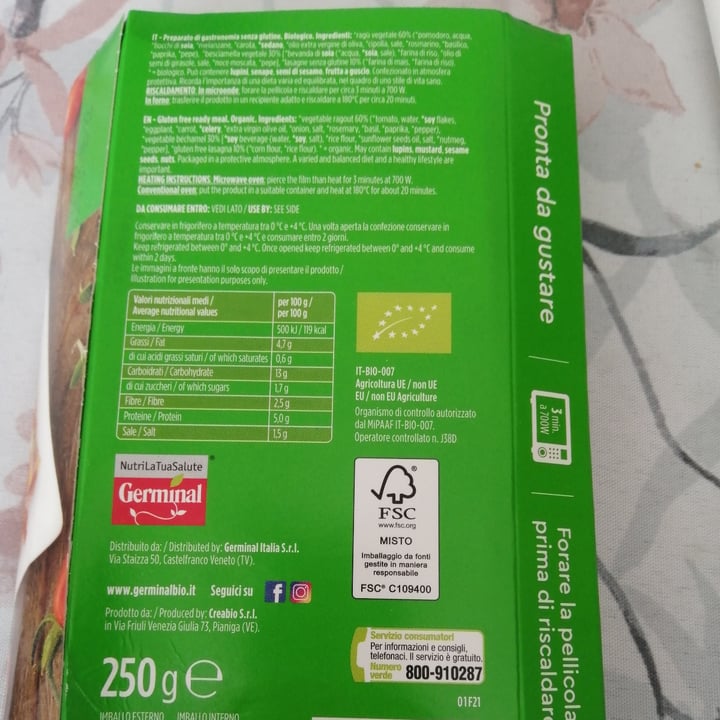 IT - Preparato di gastronomia senza glutine. Biologico. Ingredienti: *ragù vegetale 60% (*pomodoro, acqua,
*fiocchi di soia, *melanzane, *carota, *sedano, *olio extra vergine di oliva, *cipolla, sale, *rosmarino, *basilico,
*paprika, *pepe), *besciamella vegetale 30% [*bevanda di soia (acqua, *soia, sale), *farina di riso, *olio di
semi di girasole, sale, *noce moscata, *pepe], *lasagne senza glutine 10% (*farina di mais, *farina di riso).
* = biologico. Può contenere lupini, senape, semi di sesamo, frutta a guscio. Confezionato in atmosfera
protettiva. Ricorda l'importanza di una dieta varia ed equilibrata, nel quadro di uno stile di vita sano.
RISCALDAMENTO. In microonde: forare la pellicola e riscaldare per circa 3 minuti a 700 W.
In forno: trasferire il prodotto in un recipiente adatto e riscaldare a 180°C per circa 20 minuti.
EN - Gluten free ready meal. Organic. Ingredients: *vegetable ragout 60% (*tomato, water, *soy flakes,
*eggplant, *carrot, *celery, *extra virgin olive oil, *onion, salt, *rosemary, *basil, *paprika, *pepper),
*vegetable béchamel 30% [*soy beverage (water, *soy, salt), *rice flour, *sunflower seeds oil, salt, *nutmeg,
*pepper], *gluten free lasagna 10% (*corn flour, *rice flour). * = organic. May contain lupins, mustard, sesame
seeds, nuts. Packaged in a protective atmosphere. A varied and balanced diet and a healthy lifestyle are
important.
HEATING INSTRUCTIONS. Microwave oven: pierce the film than heat for 3 minutes at 700 W.
Conventional oven: put the product in a suitable container and heat at 180°C for about 20 minutes.
DA CONSUMARE ENTRO: VEDI LATO / USE BY: SEE SIDE
Conservare in frigorifero a temperatura tra 0 °C e +4 °C. Una volta aperta la confezione conservare in
frigorifero a temperatura tra 0 °C e +4 °C e consumare entro 2 giorni.
Keep refrigerated between 0° and +4 °C. Once opened keep refrigerated between 0° and +4 °C and consume
within 2 days.
Le immagini a fronte hanno il solo scopo di presentare il prodotto /
Illustration for presentation purposes only.
Valori nutrizionali medi / per 100 g /
Average nutritional values per 100 g
Energia / Energy 500 kJ / 119 kcal
Grassi / Fat 4,7 g
di cui acidi grassi saturi / of which saturates 0,6 g
Carboidrati / Carbohydrate 13 g
di cui zuccheri / of which sugars 1,7 g
Fibre / Fibre 2,5 g
Proteine / Protein 5,0 g
Sale / Salt 1,5 g
IT-BIO-007
Agricoltura UE / non UE
EU / non EU Agriculture
Organismo di controllo autorizzato
dal MiPAAF IT-BIO-007.
Operatore controllato n. J38D
NutriLaTuaSalute
Germinal
FSC
www.fsc.org
MISTO
Imballaggio da fonti
gestite in maniera
responsabile
FSC® C109400
Distribuito da: / Distributed by: Germinal Italia S.r.l.
Via Staizza 50, Castelfranco Veneto (TV).
www.germinalbio.it Seguici su
Prodotto da: / Produced by: Creabio S.r.l.
in Via Friuli Venezia Giulia 73, Pianiga (VE).
250 g e
Servizio consumatori
Per informazioni e consigli,
telefonaci. Il servizio è gratuito.
Numero
verde 800-910287
01F21
IMBALLO ESTERNO IMBALLO INTERNO
Pronta da gustare
3 min.
a 700W
Forare la pellicola
prima di riscaldare